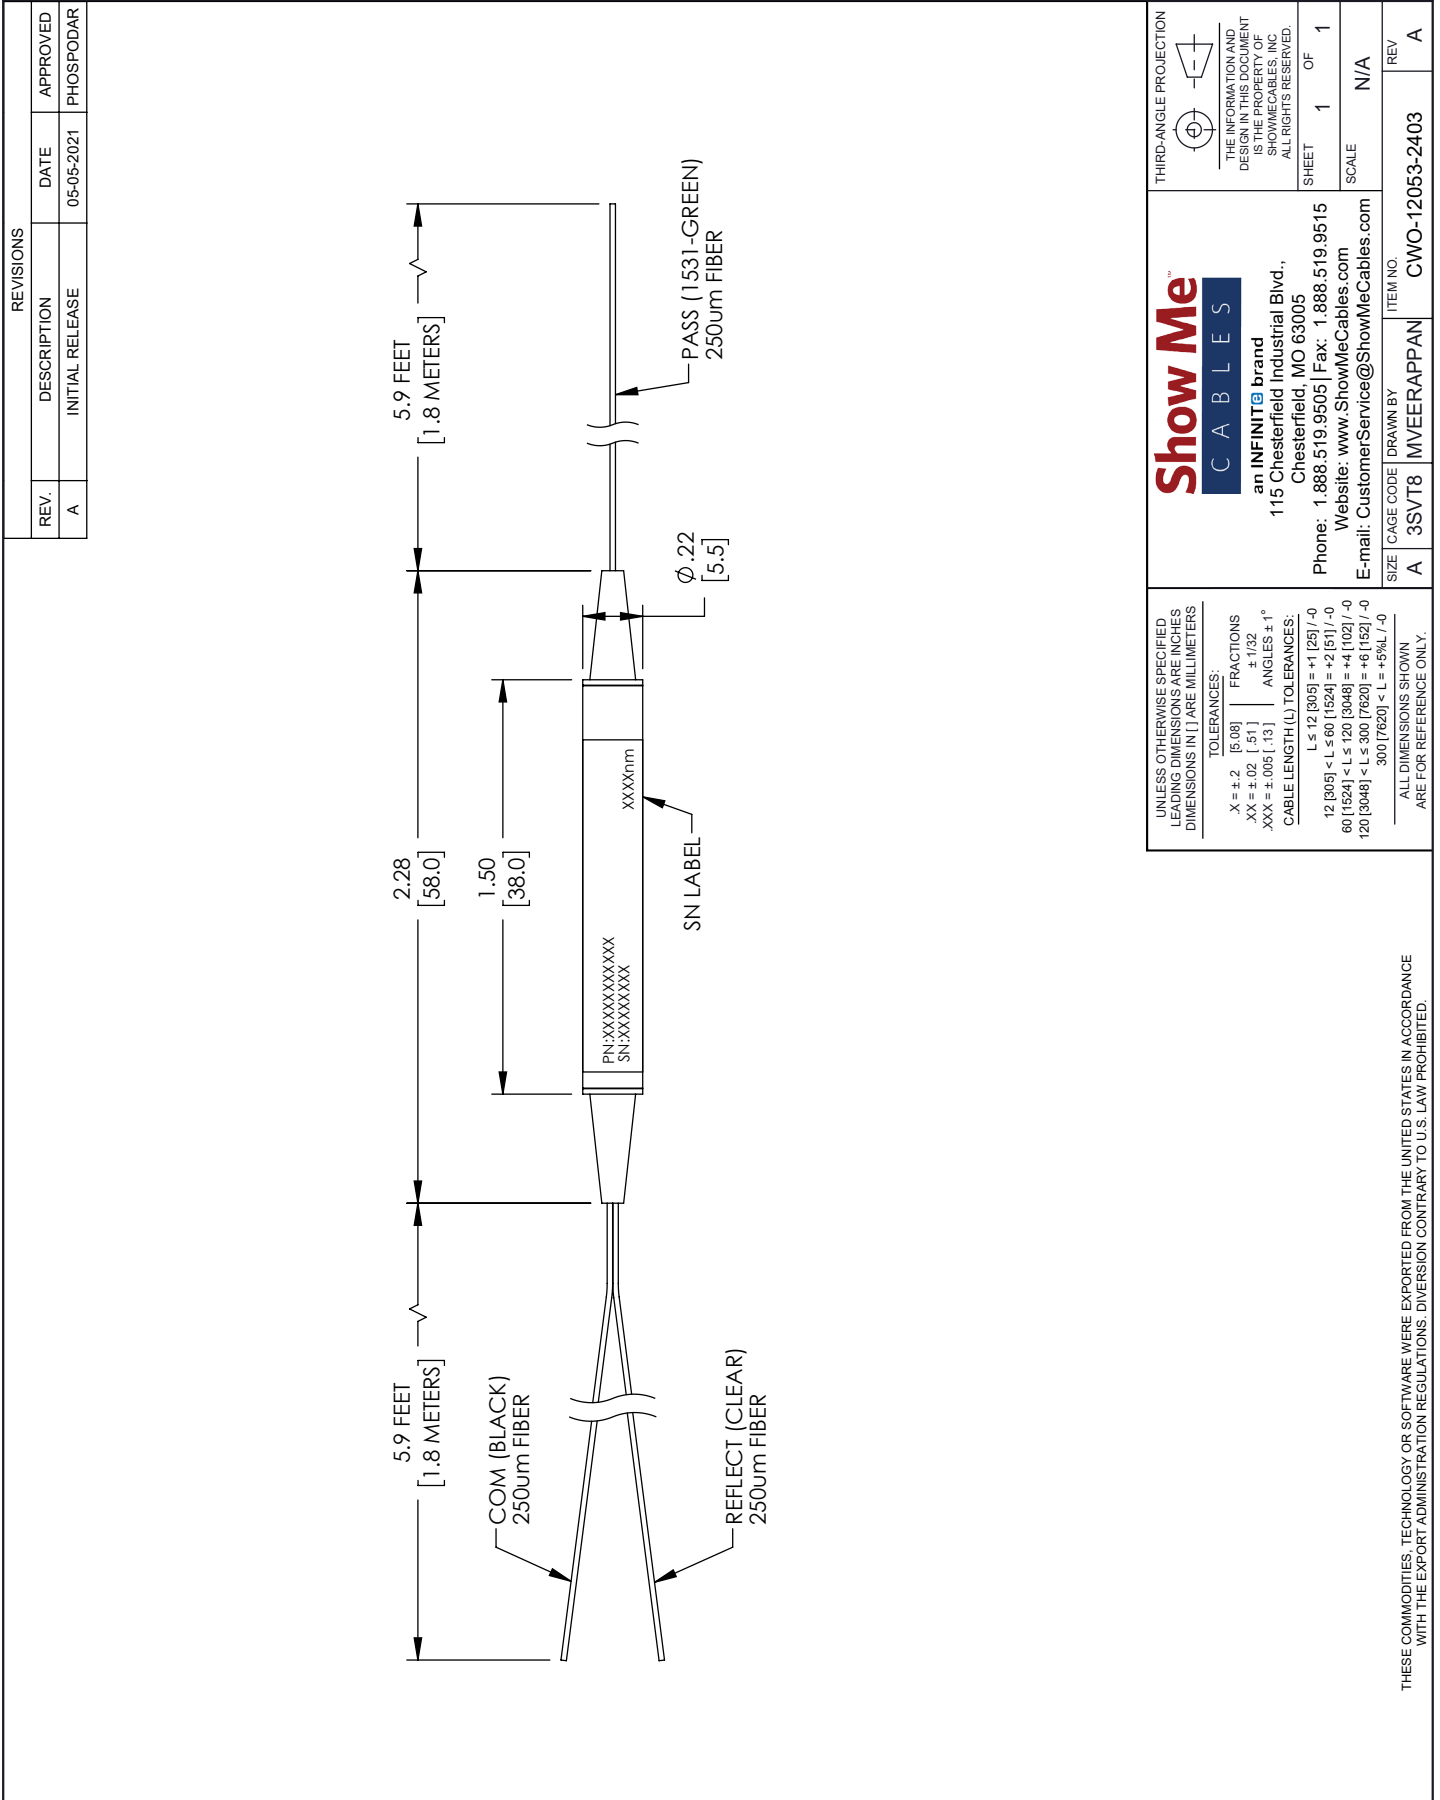 REVISIONS
REV.
DESCRIPTION
DATE
APPROVED
A
INITIAL RELEASE
05-05-2021
PHOSPODAR
5.9 FEET
[1.8 METERS]
2.28
[58.0]
5.9 FEET
[1.8 METERS]
1.50
[38.0]
COM (BLACK)
250um FIBER
PN:XXXXXXXXXXX
SN:XXXXXXXX
XXXXnm
Ø.22
[5.5]
PASS (1531-GREEN)
250um FIBER
SN LABEL
REFLECT (CLEAR)
250um FIBER
UNLESS OTHERWISE SPECIFIED
LEADING DIMENSIONS ARE INCHES
DIMENSIONS IN [ ] ARE MILLIMETERS
TOLERANCES:
.X = ±.2 [5.08]
.XX = ±.02 [ .51 ]
.XXX = ±.005 [ .13 ]
FRACTIONS
± 1/32
ANGLES ± 1°
CABLE LENGTH (L) TOLERANCES:
L ≤ 12 [305] = +1 [25] / -0
12 [305] < L ≤ 60 [1524] = +2 [51] / -0
60 [1524] < L ≤ 120 [3048] = +4 [102] / -0
120 [3048] < L ≤ 300 [7620] = +6 [152] / -0
300 [7620] < L = +5%L / -0
ALL DIMENSIONS SHOWN
ARE FOR REFERENCE ONLY.
Show Me™
CABLES
an INFINITe brand
115 Chesterfield Industrial Blvd.,
Chesterfield, MO 63005
Phone: 1.888.519.9505| Fax: 1.888.519.9515
Website: www.ShowMeCables.com
E-mail: CustomerService@ShowMeCables.com
THIRD-ANGLE PROJECTION
THE INFORMATION AND
DESIGN IN THIS DOCUMENT
IS THE PROPERTY OF
SHOWMECABLES, INC
ALL RIGHTS RESERVED.
SHEET
1 OF 1
SCALE
N/A
SIZE
A
CAGE CODE
3SVT8
DRAWN BY
MVEERAPPAN
ITEM NO.
CWO-12053-2403
REV
A
THESE COMMODITIES, TECHNOLOGY OR SOFTWARE WERE EXPORTED FROM THE UNITED STATES IN ACCORDANCE
WITH THE EXPORT ADMINISTRATION REGULATIONS. DIVERSION CONTRARY TO U.S. LAW PROHIBITED.